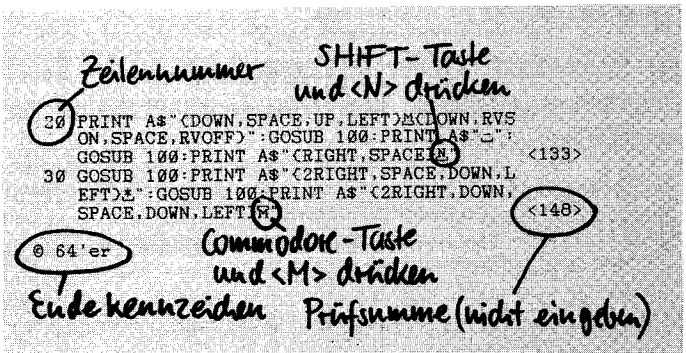 SHIFT-Taste
Zeilennummer
und <N> drücken
20 PRINT A$"{DOWN,SPACE,UP,LEFT}M{DOWN,RVS
ON,SPACE,RVOFF}":GOSUB 100:PRINT A$"":
GOSUB 100:PRINT A$"{RIGHT,SPACE}N <133>
30 GOSUB 100:PRINT A$"{2RIGHT,SPACE,DOWN,L
EFT}":GOSUB 100:PRINT A$"{2RIGHT,DOWN,
SPACE,DOWN,LEFT}M <148>
© 64'er
Commodore-Taste
und <M> drücken
Endekennzeichen
Prüfsumme (nicht eingeben)